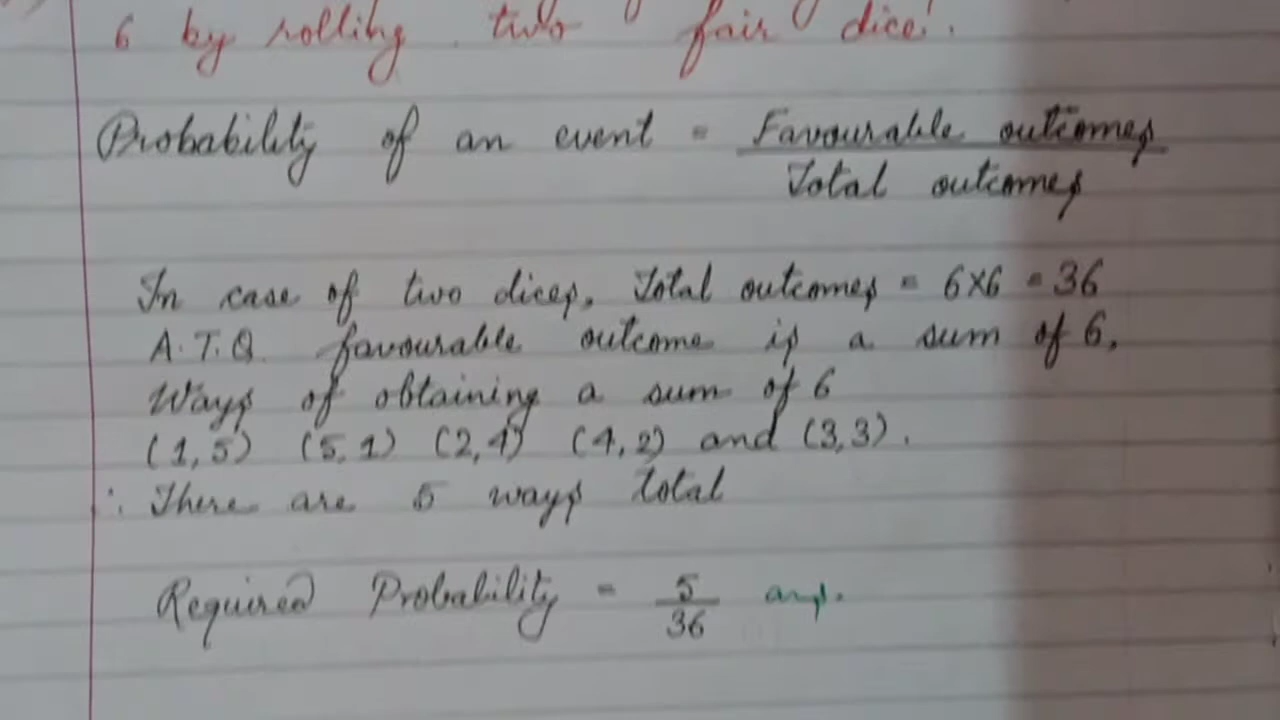 6 by rolling two fair dice.
Probability of an event = Favourable outcomes
Total outcomes
In case of two dices, Total outcomes = 6×6 = 36
A.T.Q. favourable outcome is a sum of 6,
Ways of obtaining a sum of 6
(1,5) (5,1) (2,4) (4,2) and (3,3).
∴ There are 5 ways total
Required Probability = 5/36 ans.